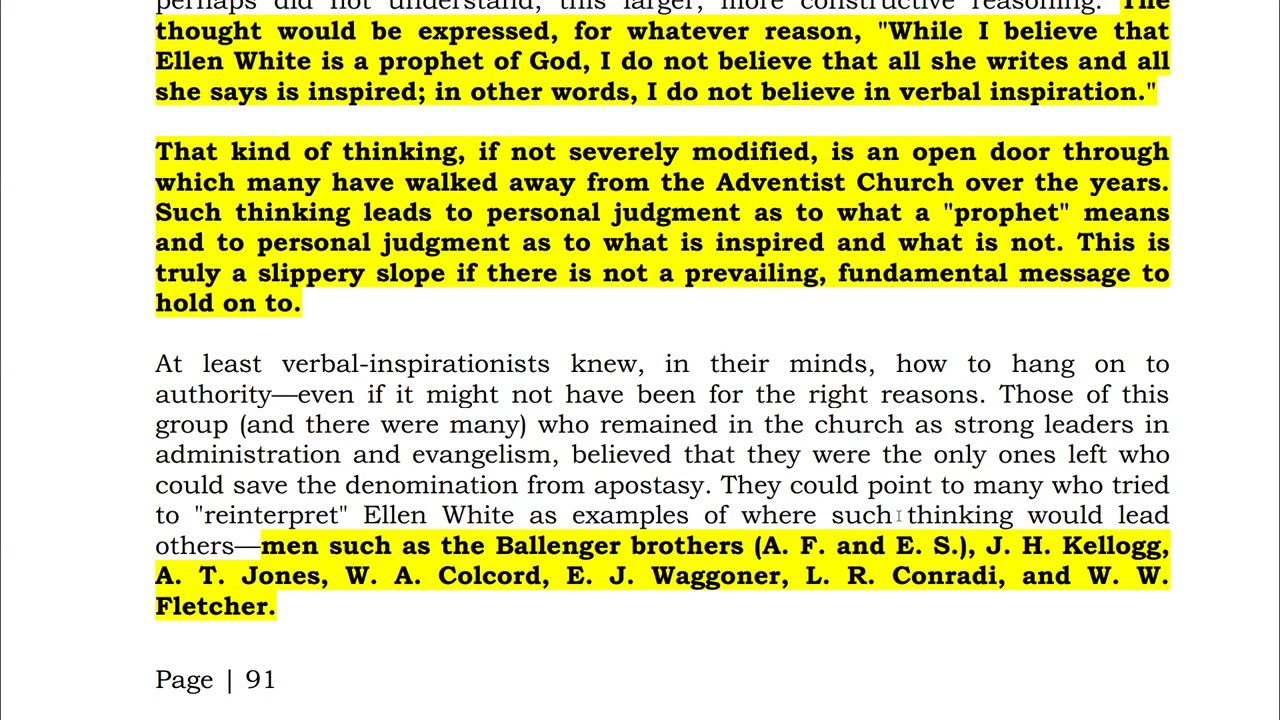 perhaps did not understand, this larger, more constructive reasoning. The
thought would be expressed, for whatever reason, "While I believe that
Ellen White is a prophet of God, I do not believe that all she writes and all
she says is inspired; in other words, I do not believe in verbal inspiration."
That kind of thinking, if not severely modified, is an open door through
which many have walked away from the Adventist Church over the years.
Such thinking leads to personal judgment as to what a "prophet" means
and to personal judgment as to what is inspired and what is not. This is
truly a slippery slope if there is not a prevailing, fundamental message to
hold on to.
At least verbal-inspirationists knew, in their minds, how to hang on to
authority—even if it might not have been for the right reasons. Those of this
group (and there were many) who remained in the church as strong leaders in
administration and evangelism, believed that they were the only ones left who
could save the denomination from apostasy. They could point to many who tried
to "reinterpret" Ellen White as examples of where such thinking would lead
others—men such as the Ballenger brothers (A. F. and E. S.), J. H. Kellogg,
A. T. Jones, W. A. Colcord, E. J. Waggoner, L. R. Conradi, and W. W.
Fletcher.
Page | 91